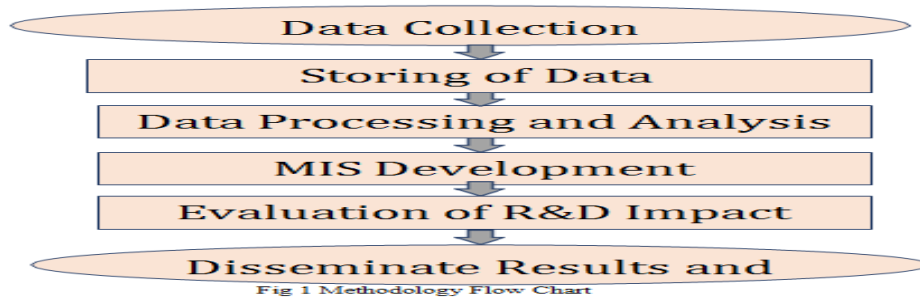 Data Collection
Storing of Data
Data Processing and Analysis
MIS Development
Evaluation of R&D Impact
Disseminate Results and
Fig 1 Methodology Flow Chart